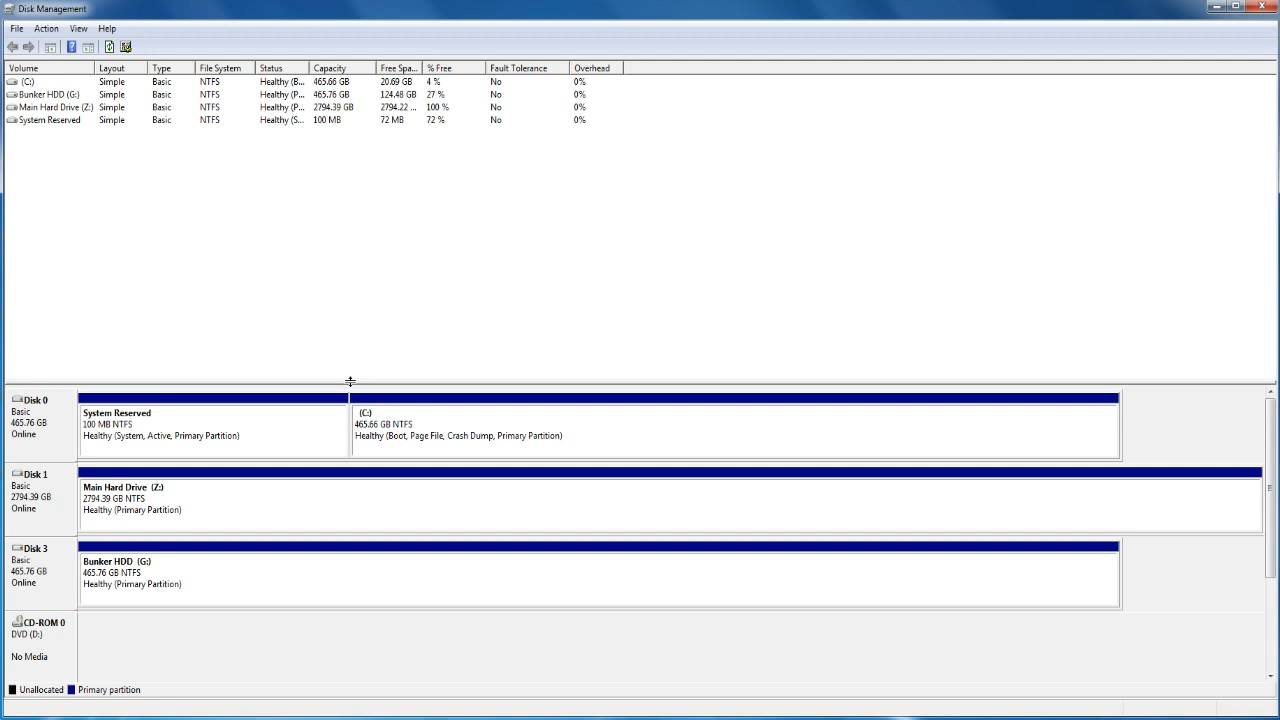 Disk Management
File Action View Help
Volume Layout Type File System Status Capacity Free Spa... % Free Fault Tolerance Overhead
(C:) Simple Basic NTFS Healthy (B... 465.66 GB 20.69 GB 4 % No 0%
Bunker HDD (G:) Simple Basic NTFS Healthy (P... 465.76 GB 124.48 GB 27 % No 0%
Main Hard Drive (Z:) Simple Basic NTFS Healthy (P... 2794.39 GB 2794.22 ... 100 % No 0%
System Reserved Simple Basic NTFS Healthy (S... 100 MB 72 MB 72 % No 0%
Disk 0
Basic
465.76 GB
Online
System Reserved
100 MB NTFS
Healthy (System, Active, Primary Partition)
(C:)
465.66 GB NTFS
Healthy (Boot, Page File, Crash Dump, Primary Partition)
Disk 1
Basic
2794.39 GB
Online
Main Hard Drive (Z:)
2794.39 GB NTFS
Healthy (Primary Partition)
Disk 3
Basic
465.76 GB
Online
Bunker HDD (G:)
465.76 GB NTFS
Healthy (Primary Partition)
CD-ROM 0
DVD (D:)
No Media
Unallocated Primary partition